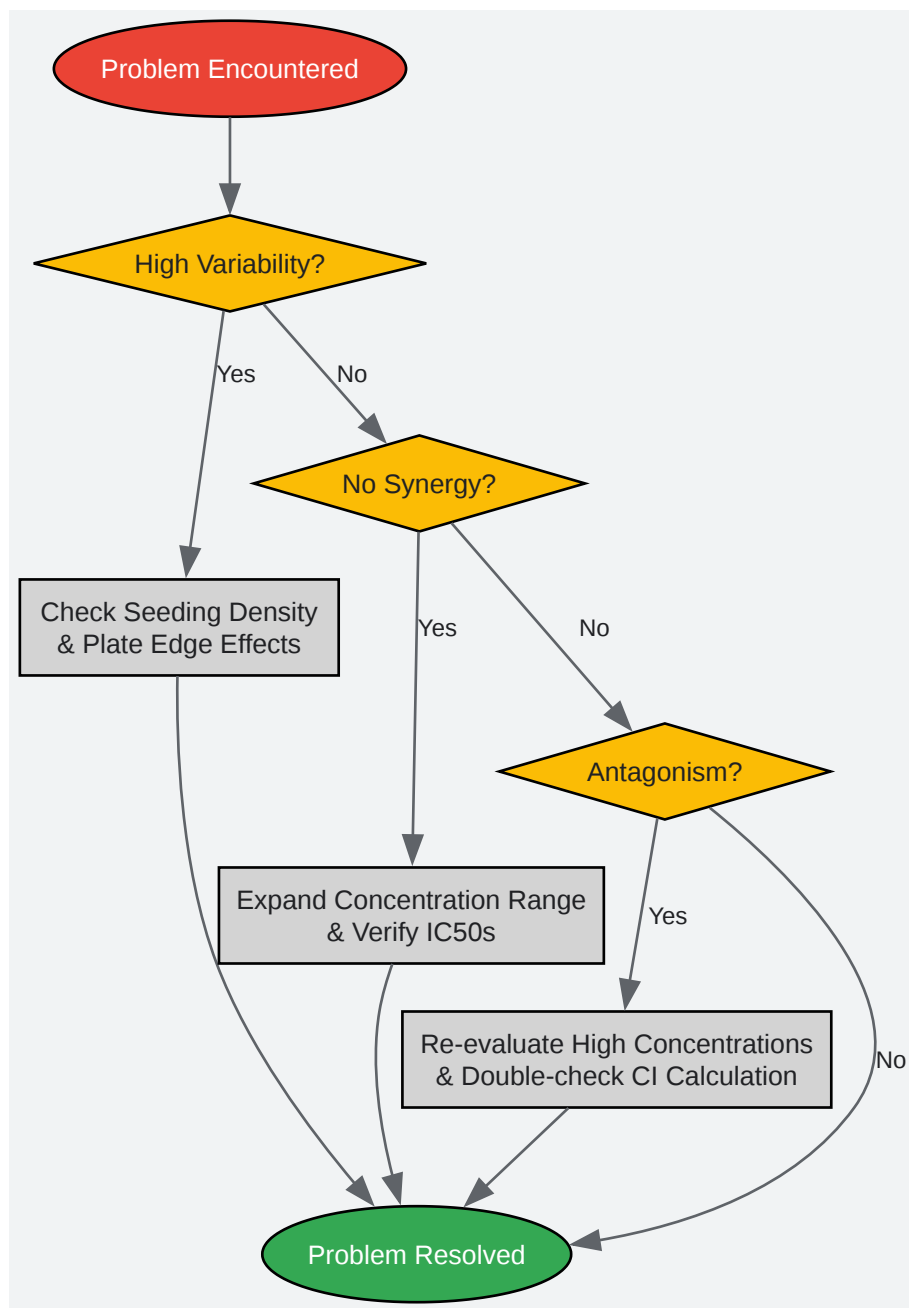 Problem Encountered
High Variability?
Yes
No
No Synergy?
Check Seeding Density
& Plate Edge Effects
Yes
No
Antagonism?
Expand Concentration Range
& Verify IC50s
Yes
Re-evaluate High Concentrations
& Double-check CI Calculation
No
Problem Resolved